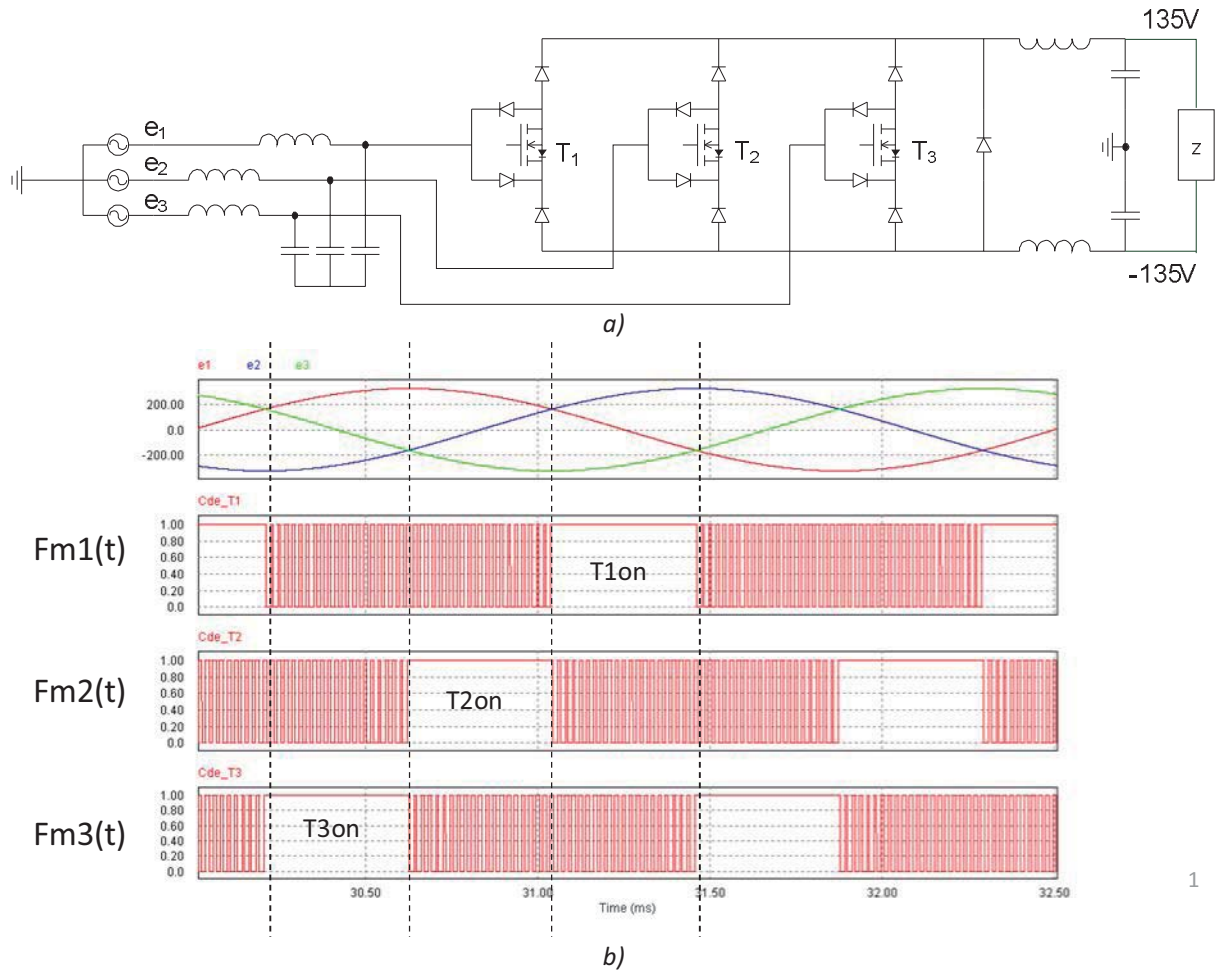 135V
e₁
T₁
T₂
T₃
e₂
z
e₃
-135V
a)
e1 e2 e3
200.00
0.0
-200.00
Cde_T1
Fm1(t)
1.00
0.80
0.60
0.40
0.20
0.0
T1on
Cde_T2
Fm2(t)
1.00
0.80
0.60
0.40
0.20
0.0
T2on
Cde_T3
Fm3(t)
1.00
0.80
0.60
0.40
0.20
0.0
T3on
30.50 31.00 31.50 32.00 32.50
Time (ms)
1
b)